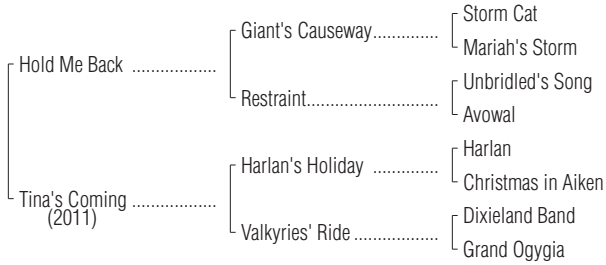 Storm Cat
Giant's Causeway..............
Mariah's Storm
Hold Me Back ..................
Unbridled's Song
Restraint............................
Avowal
Harlan
Harlan's Holiday ..............
Christmas in Aiken
Tina's Coming ..................
(2011)
Dixieland Band
Valkyries' Ride ..................
Grand Ogygia